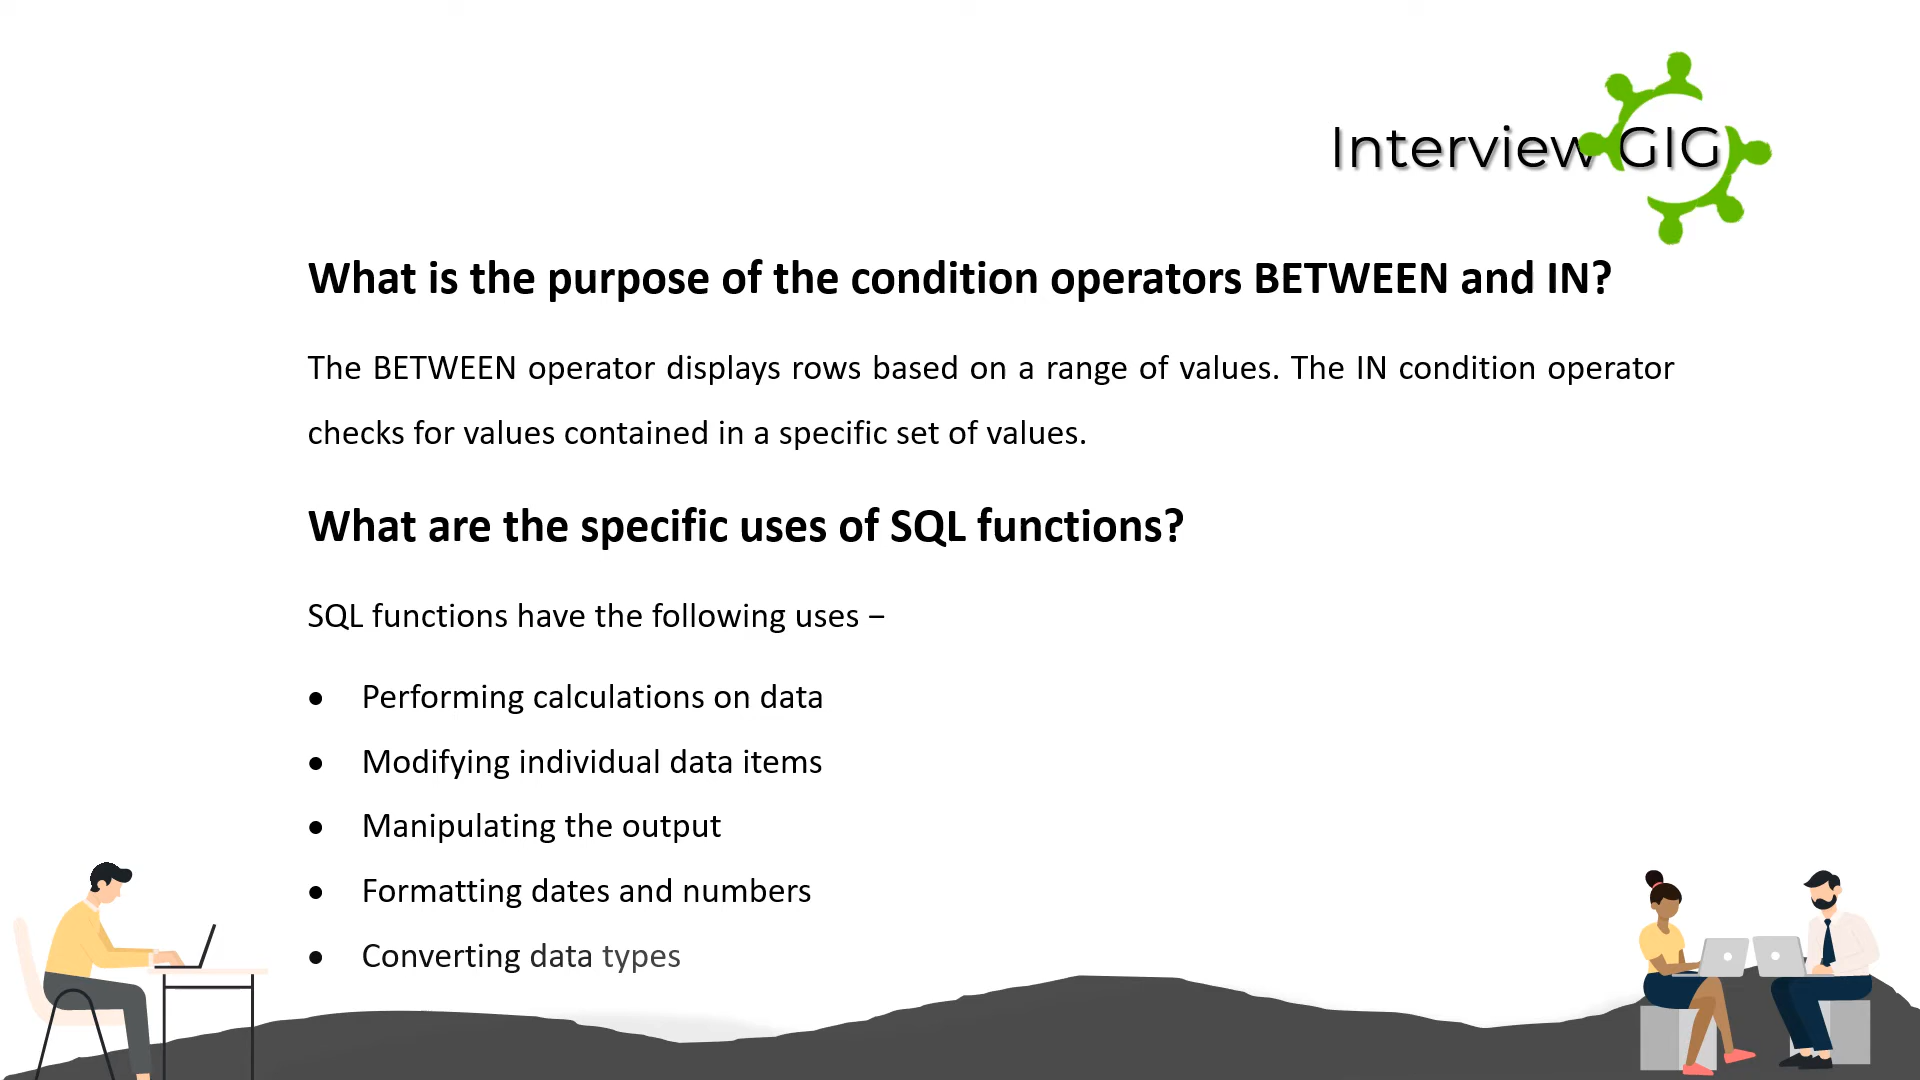 Interview GIG
What is the purpose of the condition operators BETWEEN and IN?
The BETWEEN operator displays rows based on a range of values. The IN condition operator
checks for values contained in a specific set of values.
What are the specific uses of SQL functions?
SQL functions have the following uses −
• Performing calculations on data
• Modifying individual data items
• Manipulating the output
• Formatting dates and numbers
• Converting data types